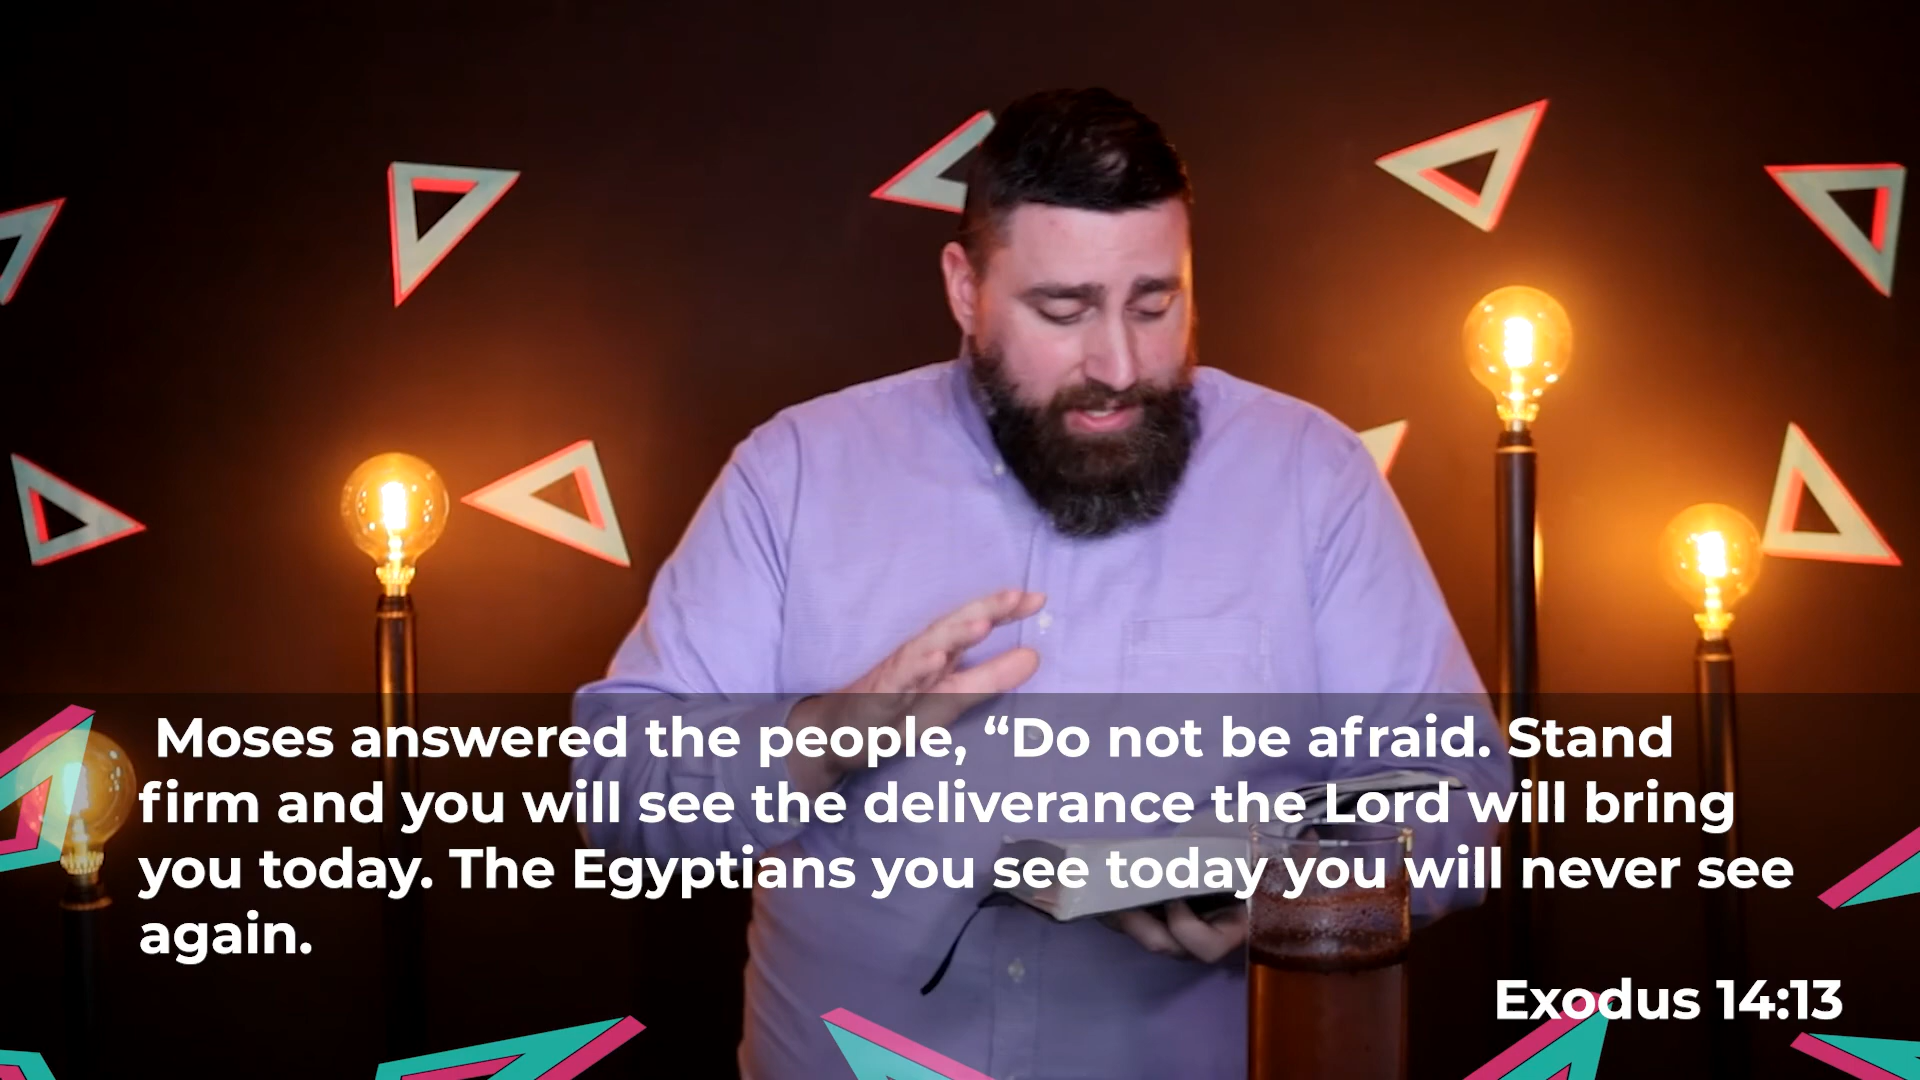 Moses answered the people, “Do not be afraid. Stand
firm and you will see the deliverance the Lord will bring
you today. The Egyptians you see today you will never see
again.
Exodus 14:13